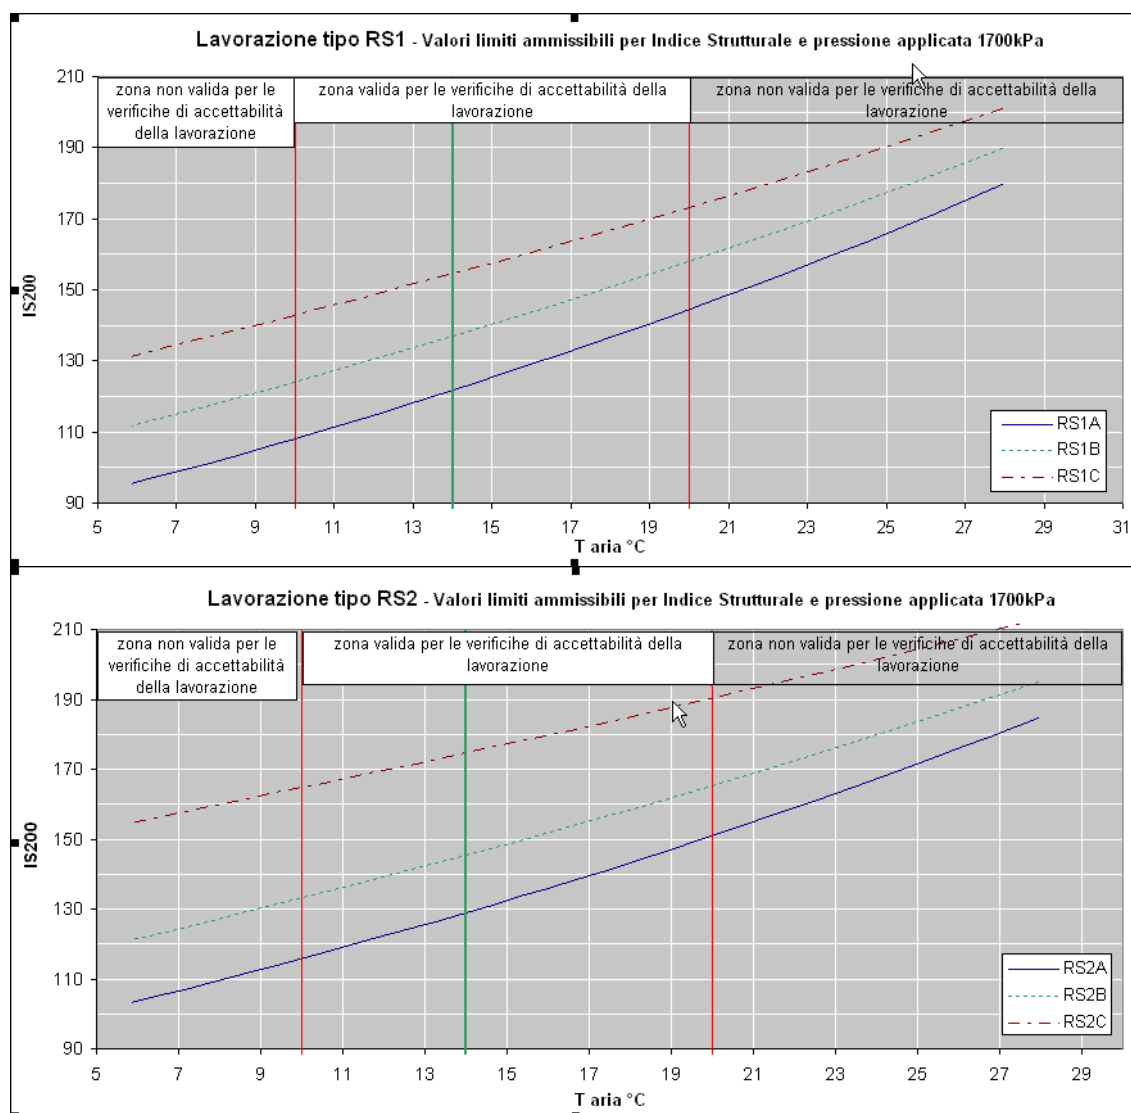 Lavorazione tipo RS1 - Valori limiti ammissibili per Indice Strutturale e pressione applicata 1700kPa
zona non valida per le
verificihe di accettabilità
della lavorazione
zona valida per le verificihe di accettabilità della
lavorazione
zona non valida per le verificihe di accettabilità della
lavorazione
210
190
170
150
130
110
90
IS200
RS1A
RS1B
RS1C
5 7 9 11 13 15 17 19 21 23 25 27 29 31
T aria °C
Lavorazione tipo RS2 - Valori limiti ammissibili per Indice Strutturale e pressione applicata 1700kPa
zona non valida per le
verificihe di accettabilità
della lavorazione
zona valida per le verificihe di accettabilità della
lavorazione
zona non valida per le verificihe di accettabilità della
lavorazione
210
190
170
150
130
110
90
IS200
RS2A
RS2B
RS2C
5 7 9 11 13 15 17 19 21 23 25 27 29
T aria °C